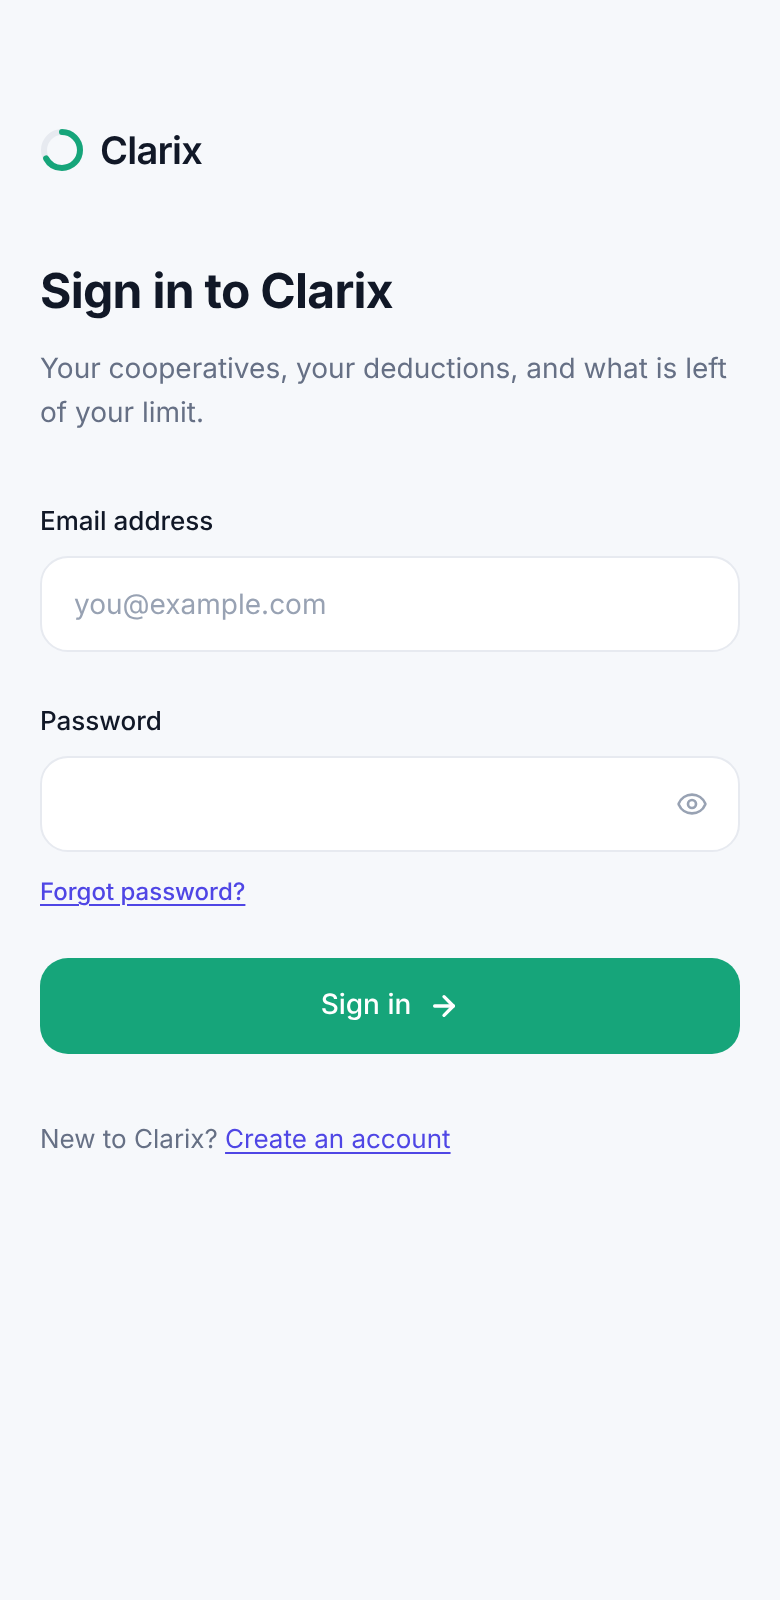 Clarix
Sign in to Clarix
Your cooperatives, your deductions, and what is left
of your limit.
Email address
you@example.com
Password
Forgot password?
Sign in
New to Clarix? Create an account